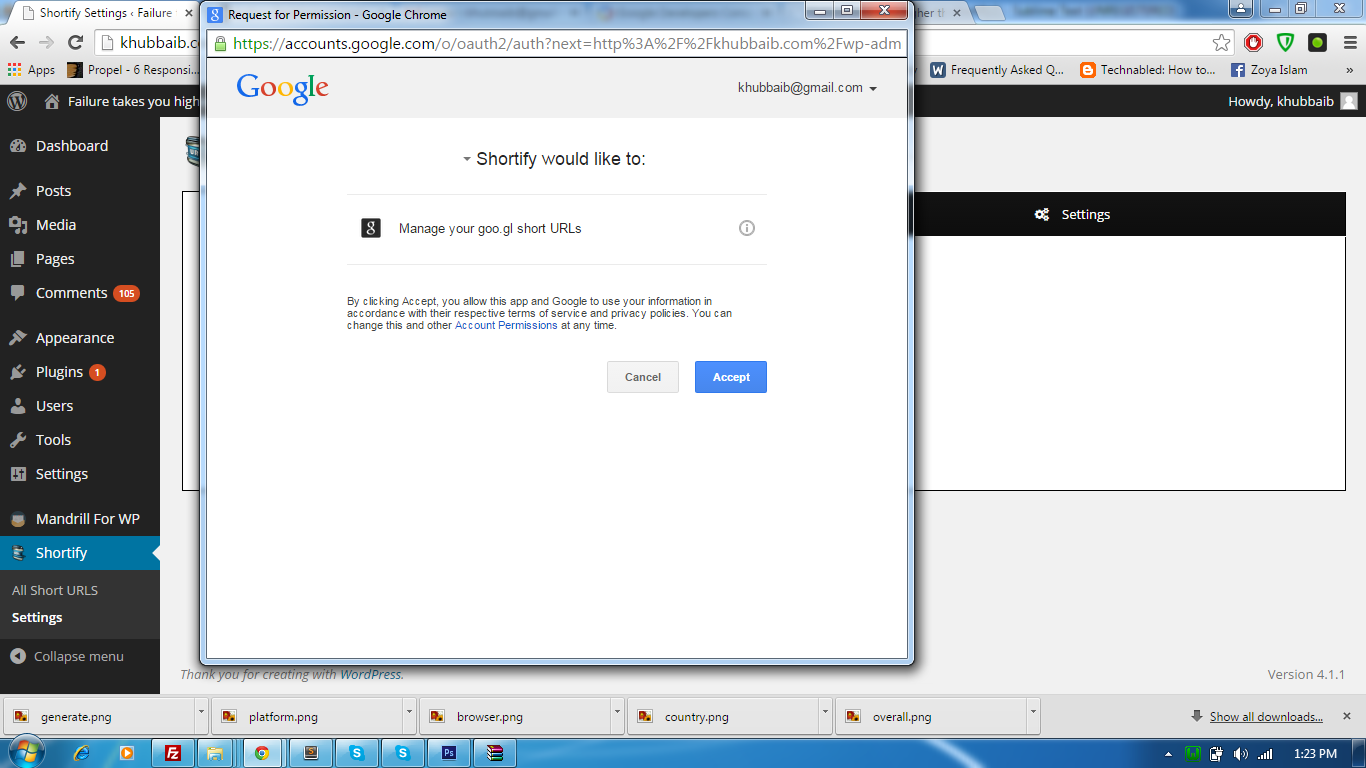 Shortify Settings ‹ Failure
Request for Permission - Google Chrome
khubbaib.c
https://accounts.google.com/o/oauth2/auth?next=http%3A%2F%2Fkhubbaib.com%2Fwp-adm
Apps
Propel - 6 Responsi...
Frequently Asked Q...
Technabled: How to...
Zoya Islam
»
Failure takes you high
Howdy, khubbaib
Google
khubbaib@gmail.com
Dashboard
Posts
Media
Pages
Comments 105
Appearance
Plugins 1
Users
Tools
Settings
Mandrill For WP
Shortify
All Short URLS
Settings
Collapse menu
Shortify would like to:
Manage your goo.gl short URLs
By clicking Accept, you allow this app and Google to use your information in
accordance with their respective terms of service and privacy policies. You can
change this and other Account Permissions at any time.
Cancel
Accept
Settings
Thank you for creating with WordPress.
Version 4.1.1
generate.png
platform.png
browser.png
country.png
overall.png
Show all downloads...
1:23 PM